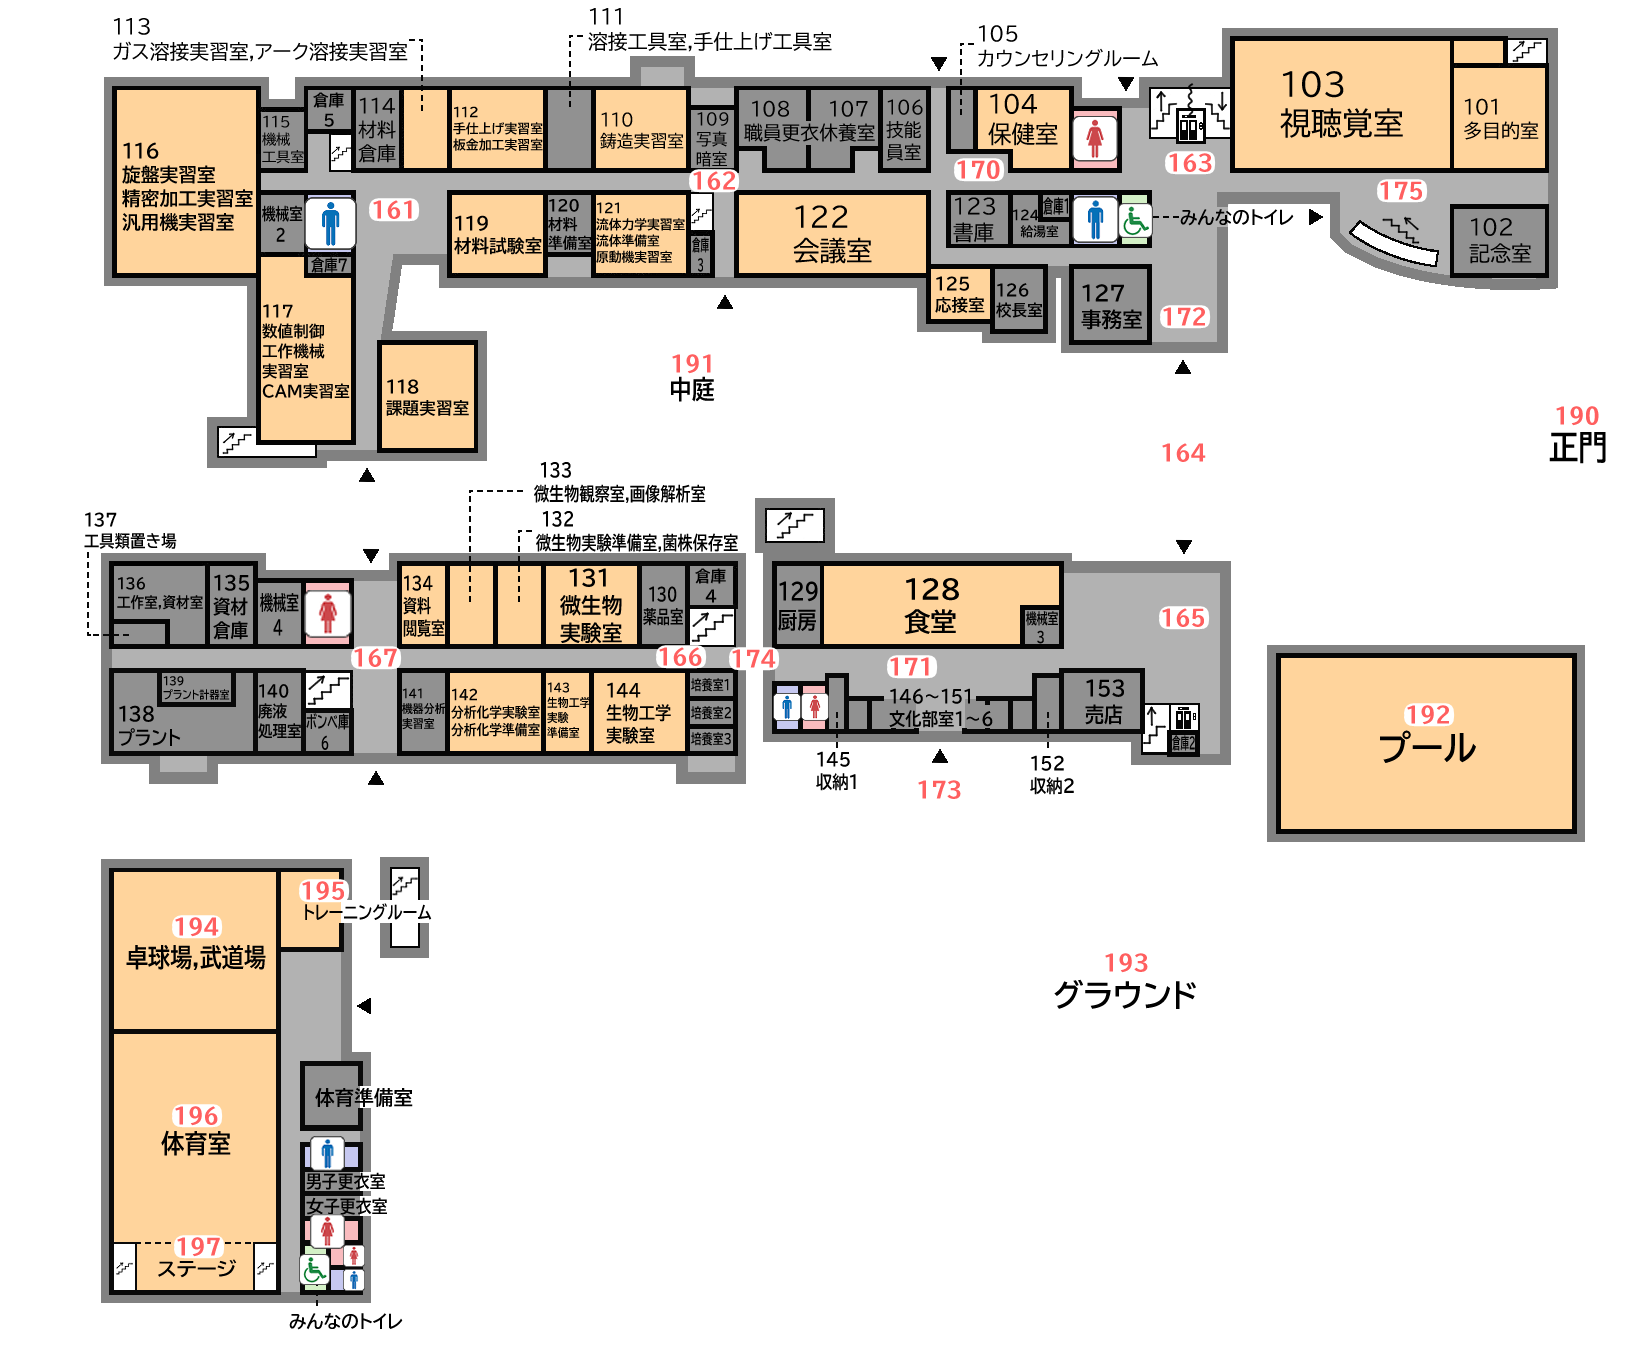 113
ガス溶接実習室,アーク溶接実習室
111
溶接工具室,手仕上げ工具室
105
カウンセリングルーム
116
旋盤実習室
精密加工実習室
汎用機実習室
115
機械
工具室
倉庫
5
114
材料
倉庫
112
手仕上げ実習室
板金加工実習室
110
鋳造実習室
109
写真
暗室
108
職員更衣
107
休養室
106
技能
員室
104
保健室
103
視聴覚室
101
多目的室
161
162
170
163
175
機械室
2
倉庫7
119
材料試験室
120
材料
準備室
121
流体力学実習室
流体準備室
原動機実習室
倉庫
3
122
会議室
123
書庫
124
給湯室
倉庫1
みんなのトイレ
102
記念室
117
数値制御
工作機械
実習室
CAM実習室
118
課題実習室
125
応接室
126
校長室
127
事務室
172
191
中庭
164
190
正門
133
微生物観察室,画像解析室
132
微生物実験準備室,菌株保存室
137
工具類置き場
136
工作室,資材室
135
資材
倉庫
機械室
4
134
資料
閲覧室
131
微生物
実験室
130
薬品室
倉庫
4
129
厨房
128
食堂
機械室
3
165
167
166
174
171
139
プラント計器室
138
プラント
140
廃液
処理室
ボンベ庫
6
141
機器分析
実習室
142
分析化学実験室
分析化学準備室
143
生物工学
実験
準備室
144
生物工学
実験室
培養室1
培養室2
培養室3
146～151
文化部室1～6
153
売店
倉庫2
145
収納1
173
152
収納2
192
プール
195
トレーニングルーム
194
卓球場,武道場
193
グラウンド
体育準備室
196
体育室
男子更衣室
女子更衣室
197
ステージ
みんなのトイレ